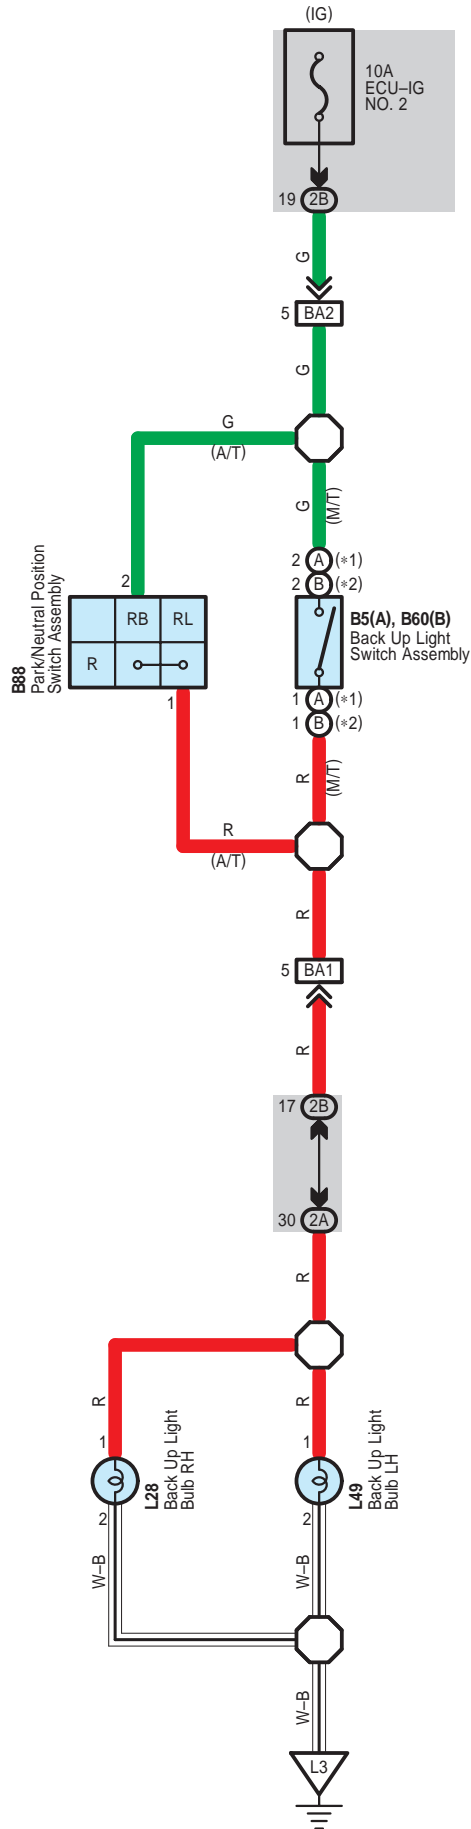 (IG)
10A
ECU–IG
NO. 2
19 2B
G
5 BA2
G
G
(A/T)
G
(M/T)
2 A (*1)
2 B (*2)
2
RB RL
R
B88
Park/Neutral Position
Switch Assembly
B5(A), B60(B)
Back Up Light
Switch Assembly
1
1 A (*1)
1 B (*2)
R
(M/T)
R
(A/T)
R
5 BA1
R
17 2B
30 2A
R
R
R
1
1
L28
Back Up Light
Bulb RH
L49
Back Up Light
Bulb LH
2
2
W–B
W–B
W–B
L3